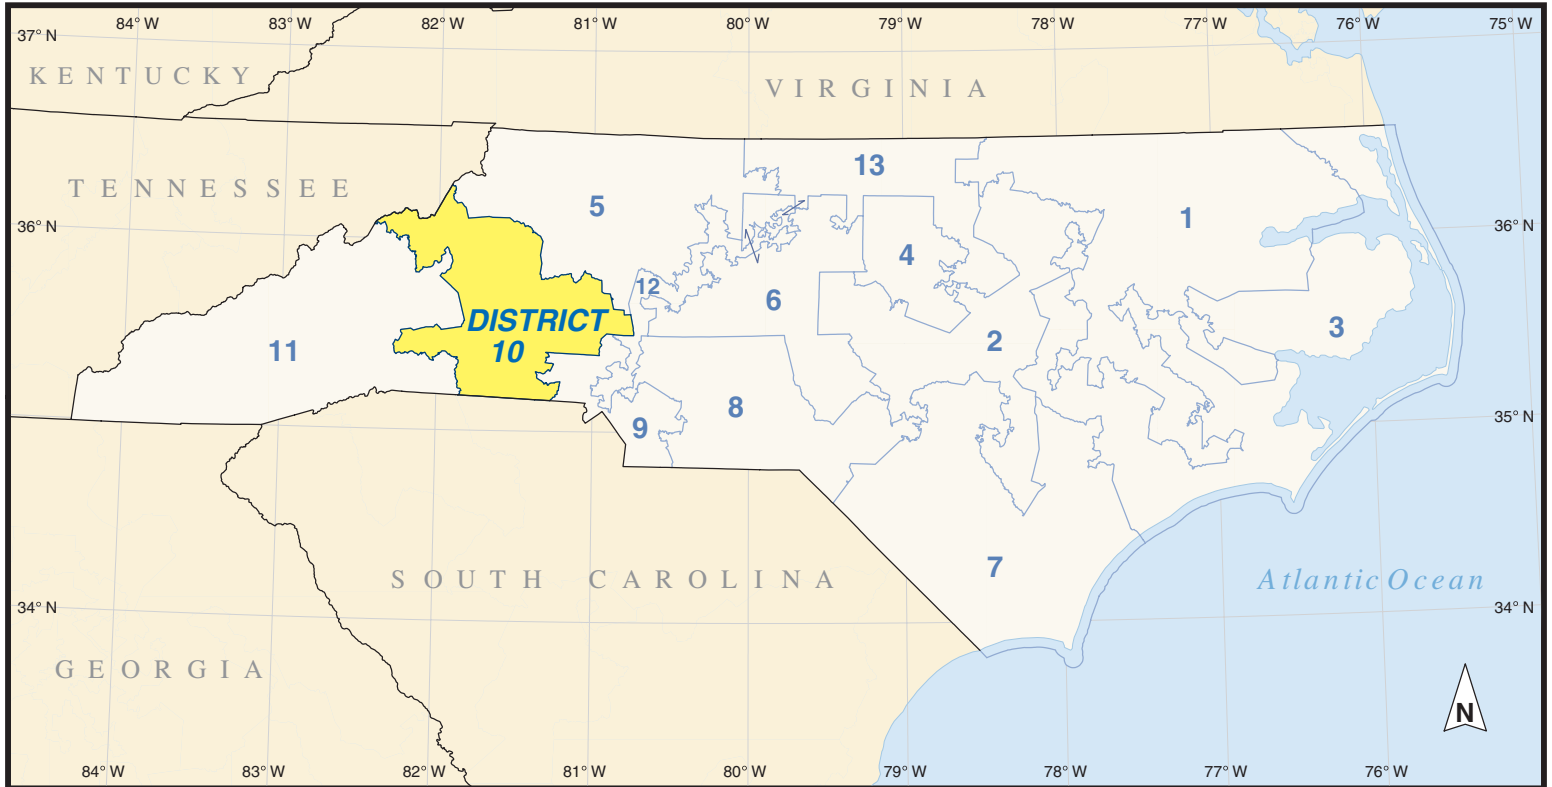 84° W 83° W 82° W 81° W 80° W 79° W 78° W 77° W 76° W 75° W
37° N
KENTUCKY
VIRGINIA
13
TENNESSEE
5
1
36° N
36° N
4
12
6
DISTRICT
10
3
2
11
8
9
35° N
35° N
7
SOUTH CAROLINA
Atlantic Ocean
34° N
34° N
GEORGIA
N
84° W 83° W 82° W 81° W 80° W 79° W 78° W 77° W 76° W